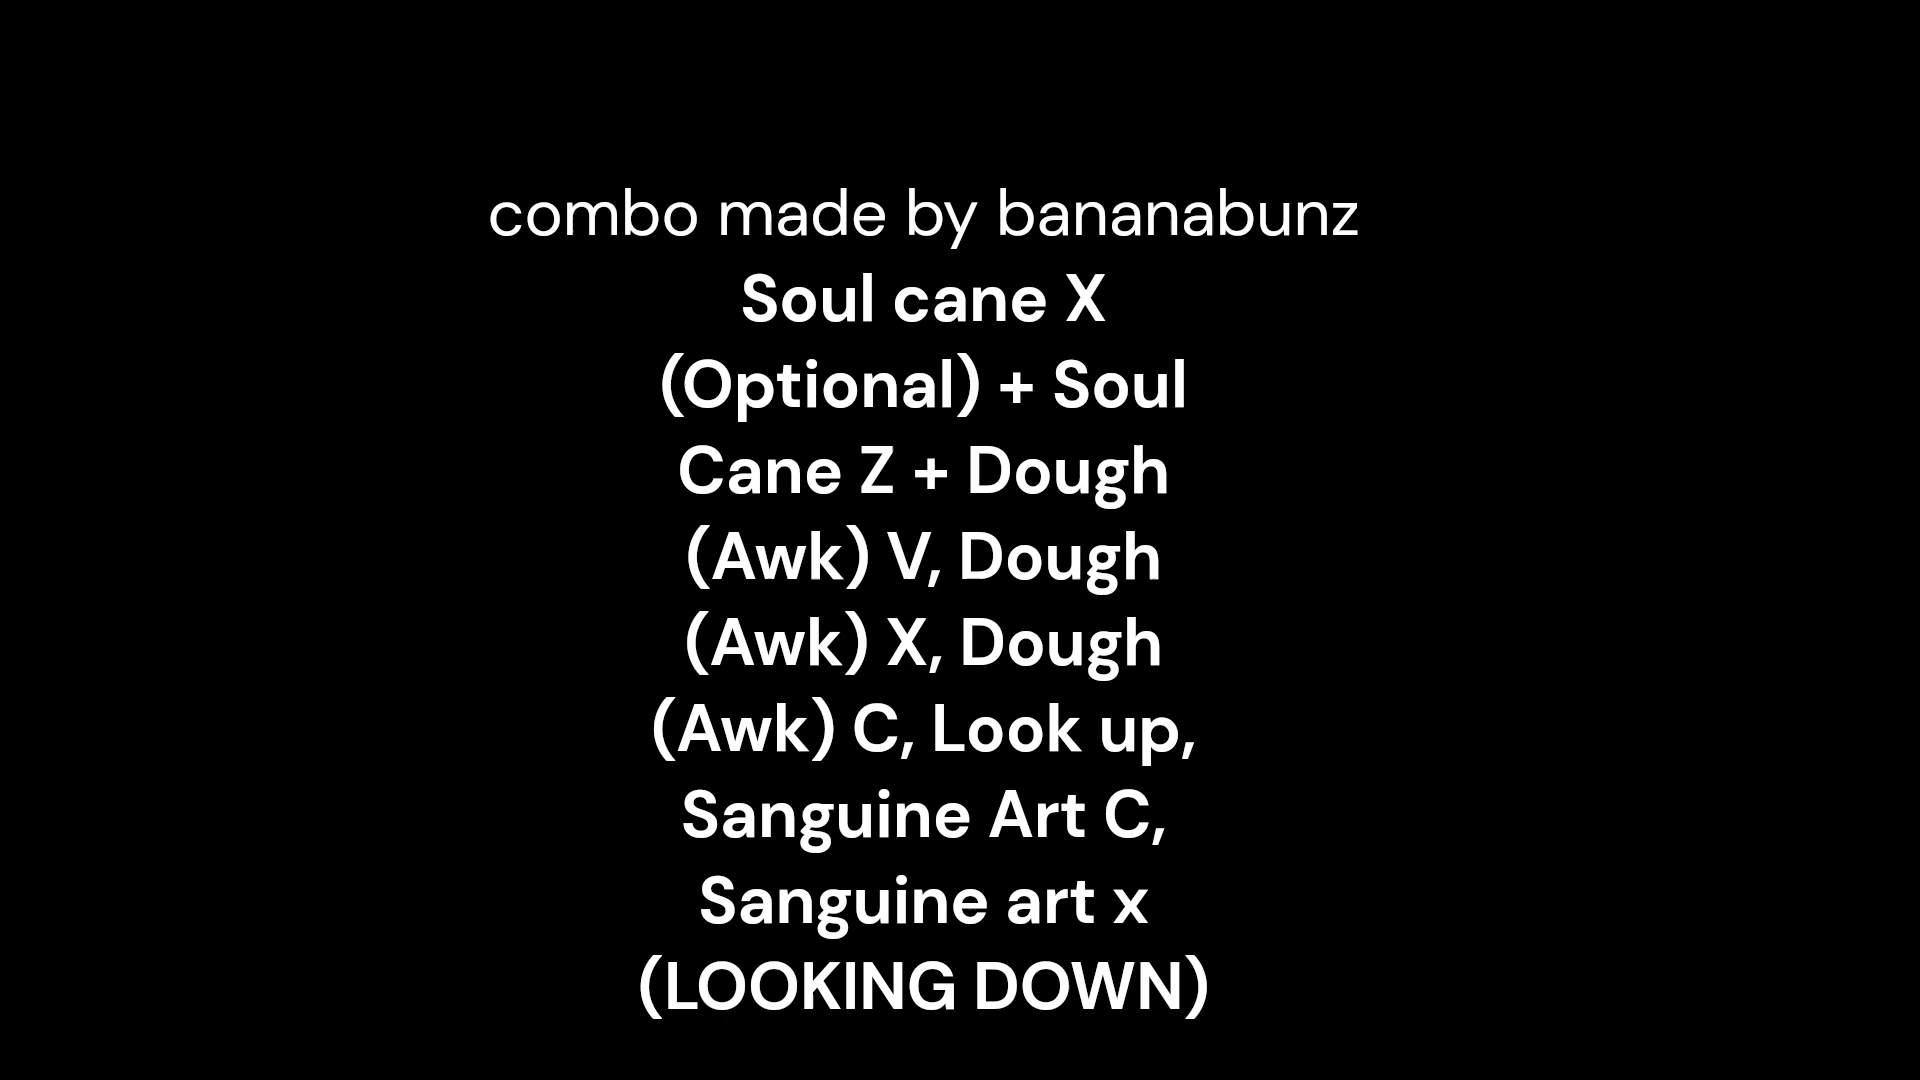 combo made by bananabunz
Soul cane X
(Optional) + Soul
Cane Z + Dough
(Awk) V, Dough
(Awk) X, Dough
(Awk) C, Look up,
Sanguine Art C,
Sanguine art x
(LOOKING DOWN)